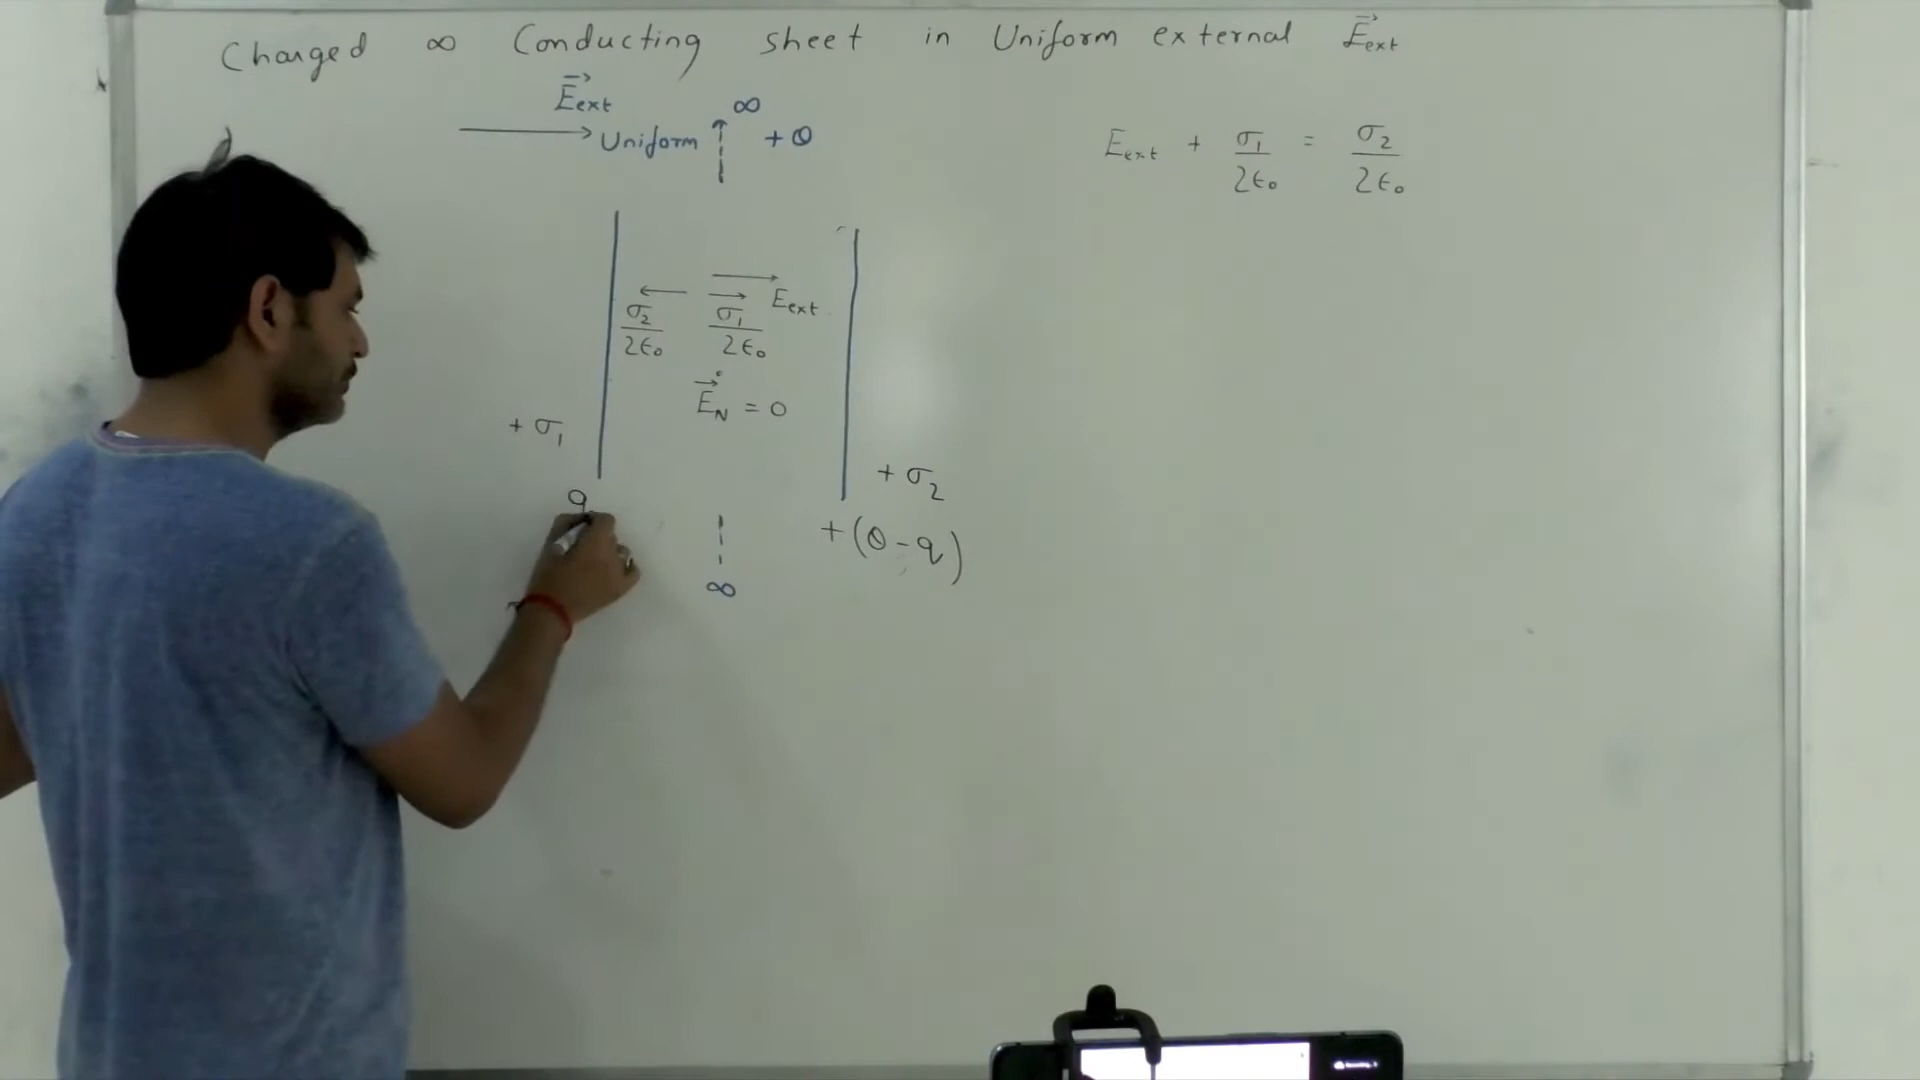 Charged ∞ Conducting sheet in Uniform external E⃗ext
E⃗ext
Uniform
∞
+Q
Eext + σ1/2ϵ0 = σ2/2ϵ0
σ2/2ϵ0
σ1/2ϵ0
Eext
E⃗N = 0
+σ1
+σ2
q
+(Q-q)
∞